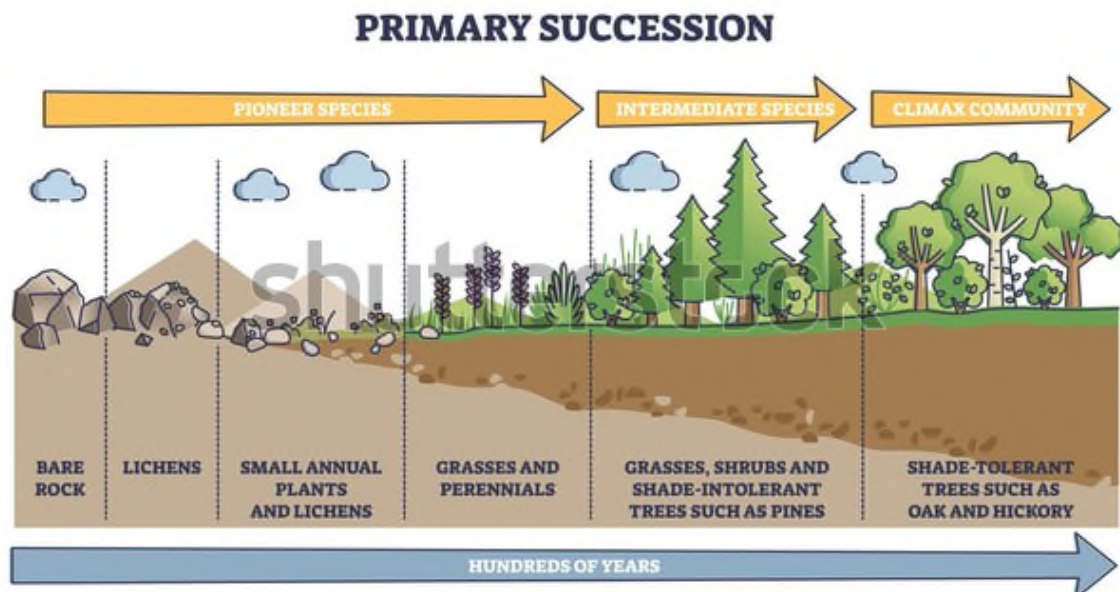 PRIMARY SUCCESSION
PIONEER SPECIES
INTERMEDIATE SPECIES
CLIMAX COMMUNITY
shutterstock
BARE
ROCK
LICHENS
SMALL ANNUAL
PLANTS
AND LICHENS
GRASSES AND
PERENNIALS
GRASSES, SHRUBS AND
SHADE-INTOLERANT
TREES SUCH AS PINES
SHADE-TOLERANT
TREES SUCH AS
OAK AND HICKORY
HUNDREDS OF YEARS